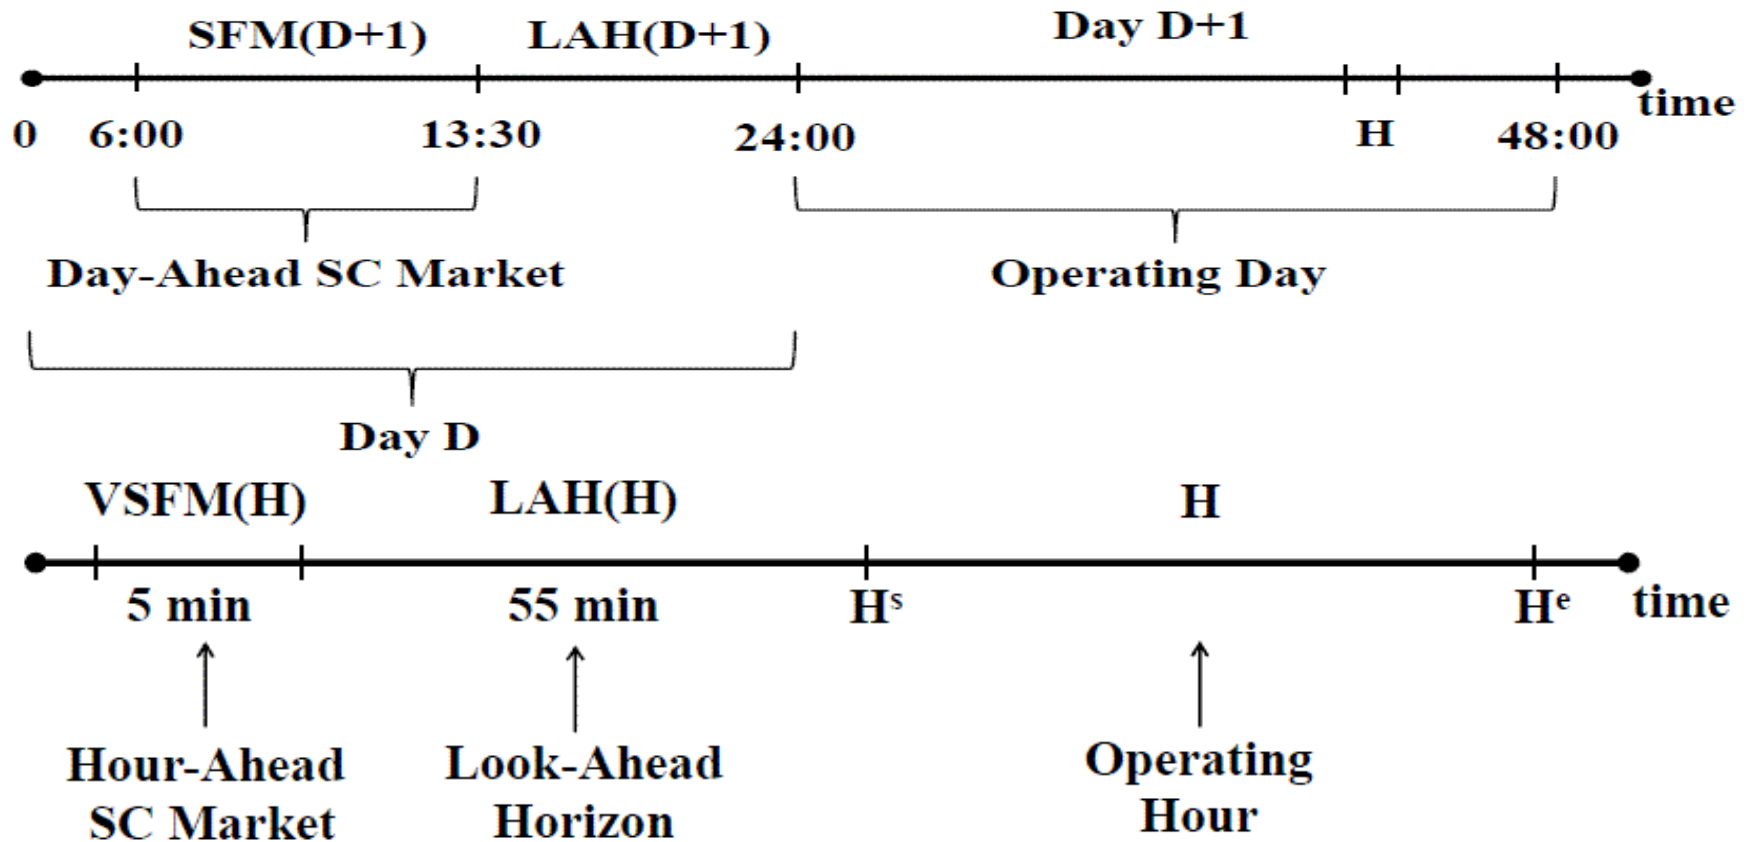 SFM(D+1) LAH(D+1) Day D+1
time
0 6:00 13:30 24:00 H 48:00
Day-Ahead SC Market Operating Day
Day D
VSFM(H) LAH(H) H
5 min 55 min Hˢ Hᵉ time
Hour-Ahead Look-Ahead Operating
SC Market Horizon Hour